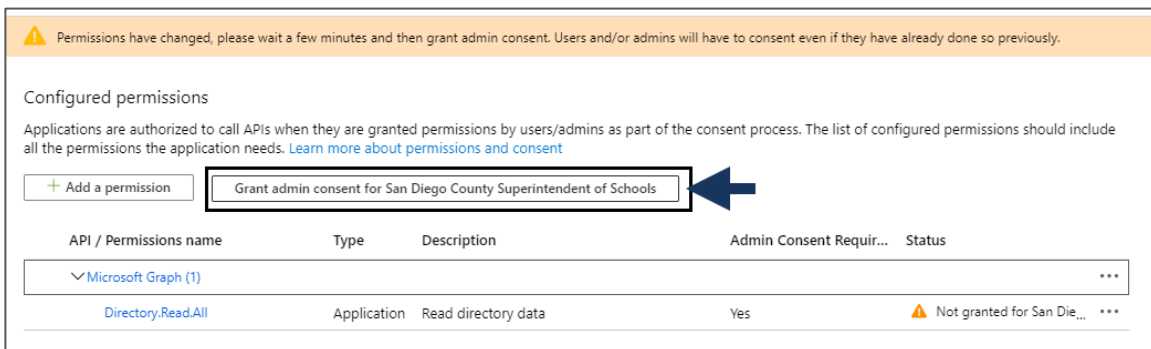 Permissions have changed, please wait a few minutes and then grant admin consent. Users and/or admins will have to consent even if they have already done so previously.
Configured permissions
Applications are authorized to call APIs when they are granted permissions by users/admins as part of the consent process. The list of configured permissions should include
all the permissions the application needs. Learn more about permissions and consent
+ Add a permission Grant admin consent for San Diego County Superintendent of Schools
API / Permissions name Type Description Admin Consent Requir... Status
Microsoft Graph (1) ...
Directory.Read.All Application Read directory data Yes Not granted for San Die... ...